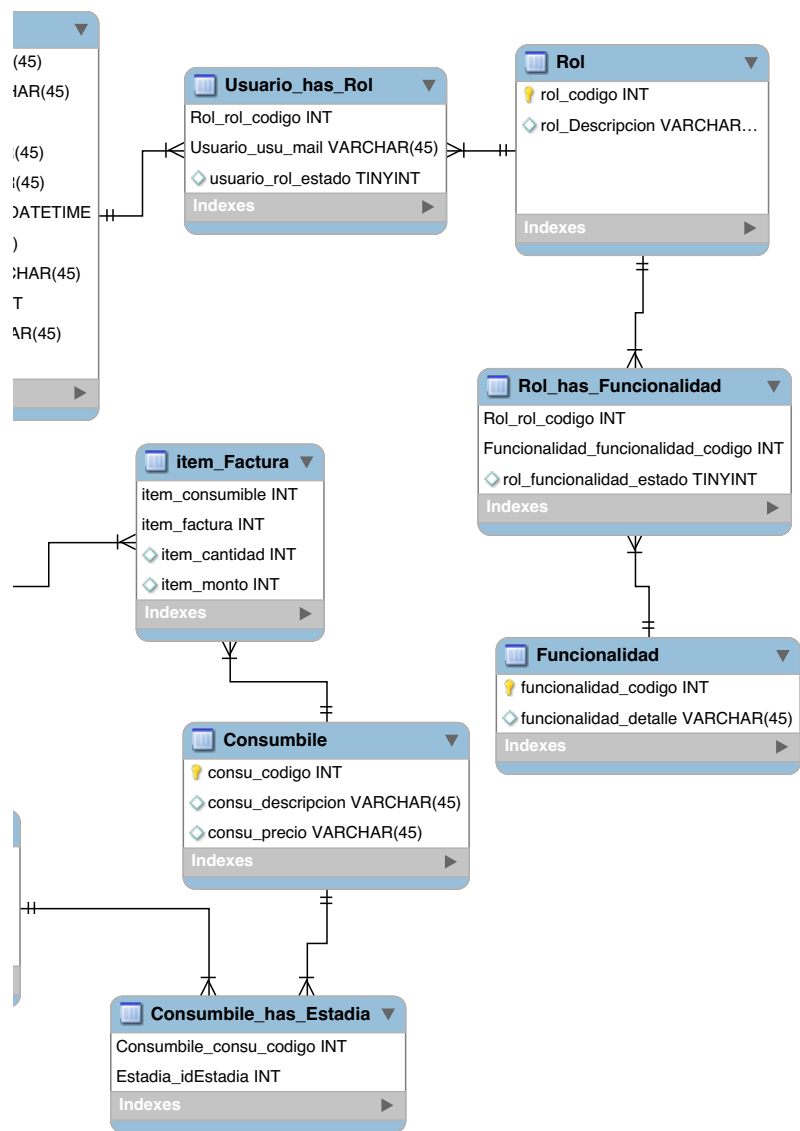 (45)
HAR(45)
(45)
(45)
DATETIME
)
CHAR(45)
T
AR(45)
Usuario_has_Rol
Rol_rol_codigo INT
Usuario_usu_mail VARCHAR(45)
usuario_rol_estado TINYINT
Indexes
Rol
rol_codigo INT
rol_Descripcion VARCHAR…
Indexes
Rol_has_Funcionalidad
Rol_rol_codigo INT
Funcionalidad_funcionalidad_codigo INT
rol_funcionalidad_estado TINYINT
Indexes
item_Factura
item_consumible INT
item_factura INT
item_cantidad INT
item_monto INT
Indexes
Funcionalidad
funcionalidad_codigo INT
funcionalidad_detalle VARCHAR(45)
Indexes
Consumbile
consu_codigo INT
consu_descripcion VARCHAR(45)
consu_precio VARCHAR(45)
Indexes
Consumbile_has_Estadia
Consumbile_consu_codigo INT
Estadia_idEstadia INT
Indexes